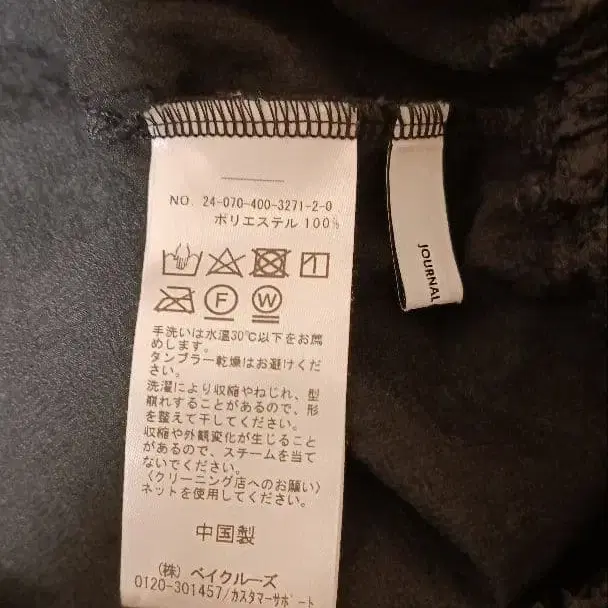 NO. 24-070-400-3271-2-0
ポリエステル 100%
F
W
手洗いは水温30℃以下をお薦
めします。
タンブラー乾燥はお避けくだ
さい。
洗濯により収縮やねじれ、型
崩れすることがあるので、形
を整えて干してください。
収縮や外観変化が生じること
があるので、スチームを当て
ないでください。
〈クリーニング店へのお願い〉
ネットを使用してください。
中国製
(株) ベイクルーズ
0120-301457/カスタマーサポート
JOURNAL